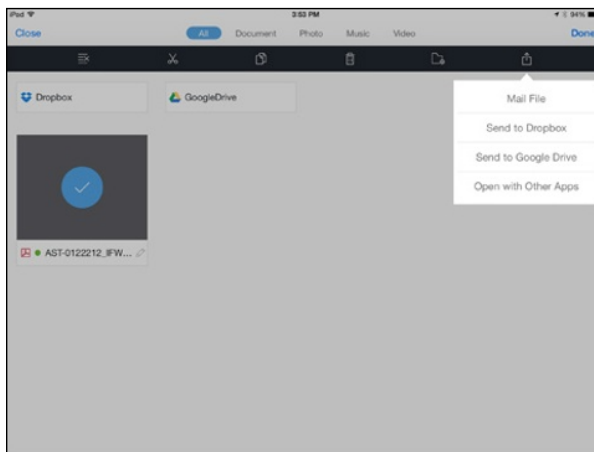 iPad 3:53 PM 94%
Close All Document Photo Music Video Done
Dropbox GoogleDrive
Mail File
Send to Dropbox
Send to Google Drive
Open with Other Apps
AST-0122212_IFW...